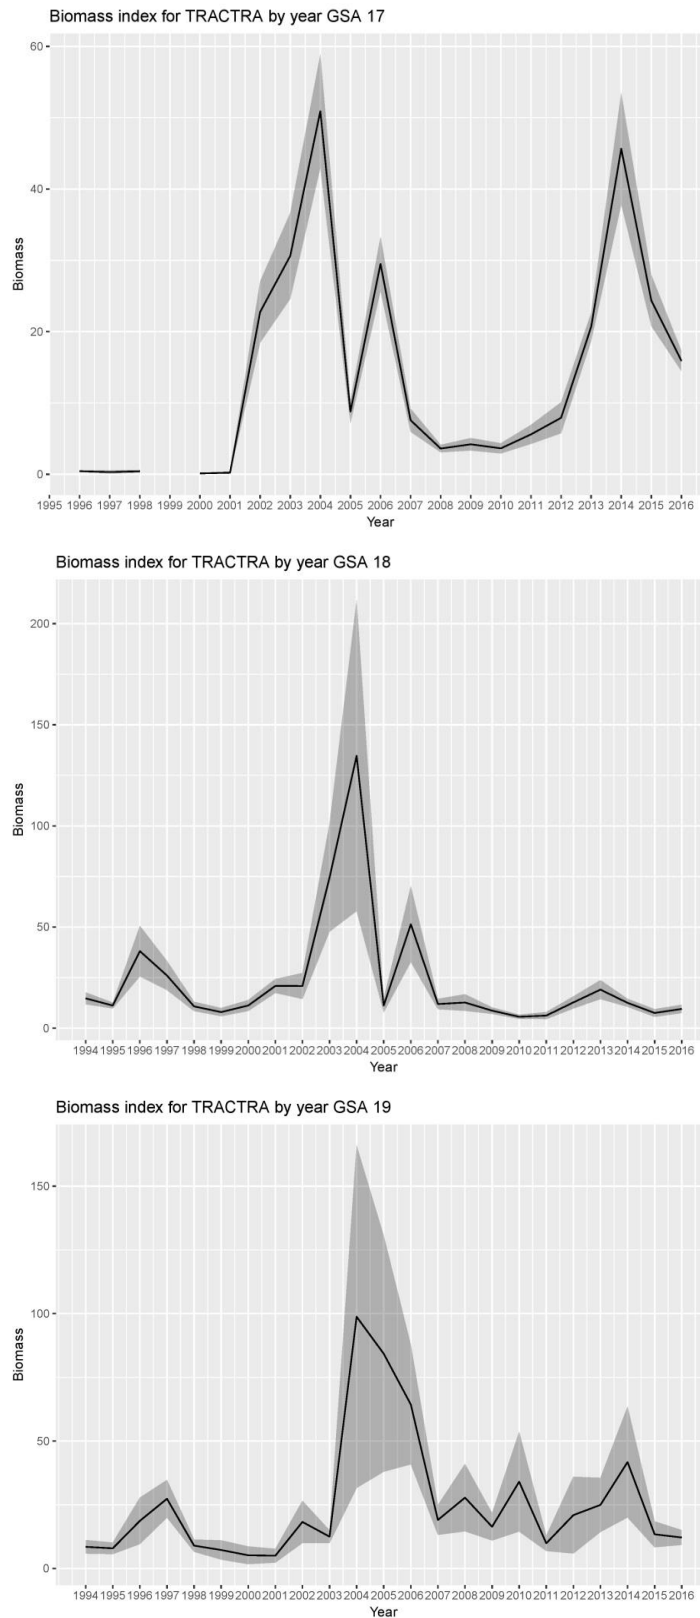 Biomass index for TRACTRA by year GSA 17
60
40
20
0
Biomass
1995 1996 1997 1998 1999 2000 2001 2002 2003 2004 2005 2006 2007 2008 2009 2010 2011 2012 2013 2014 2015 2016
Year
Biomass index for TRACTRA by year GSA 18
200
150
100
50
0
Biomass
1994 1995 1996 1997 1998 1999 2000 2001 2002 2003 2004 2005 2006 2007 2008 2009 2010 2011 2012 2013 2014 2015 2016
Year
Biomass index for TRACTRA by year GSA 19
150
100
50
0
Biomass
1994 1995 1996 1997 1998 1999 2000 2001 2002 2003 2004 2005 2006 2007 2008 2009 2010 2011 2012 2013 2014 2015 2016
Year